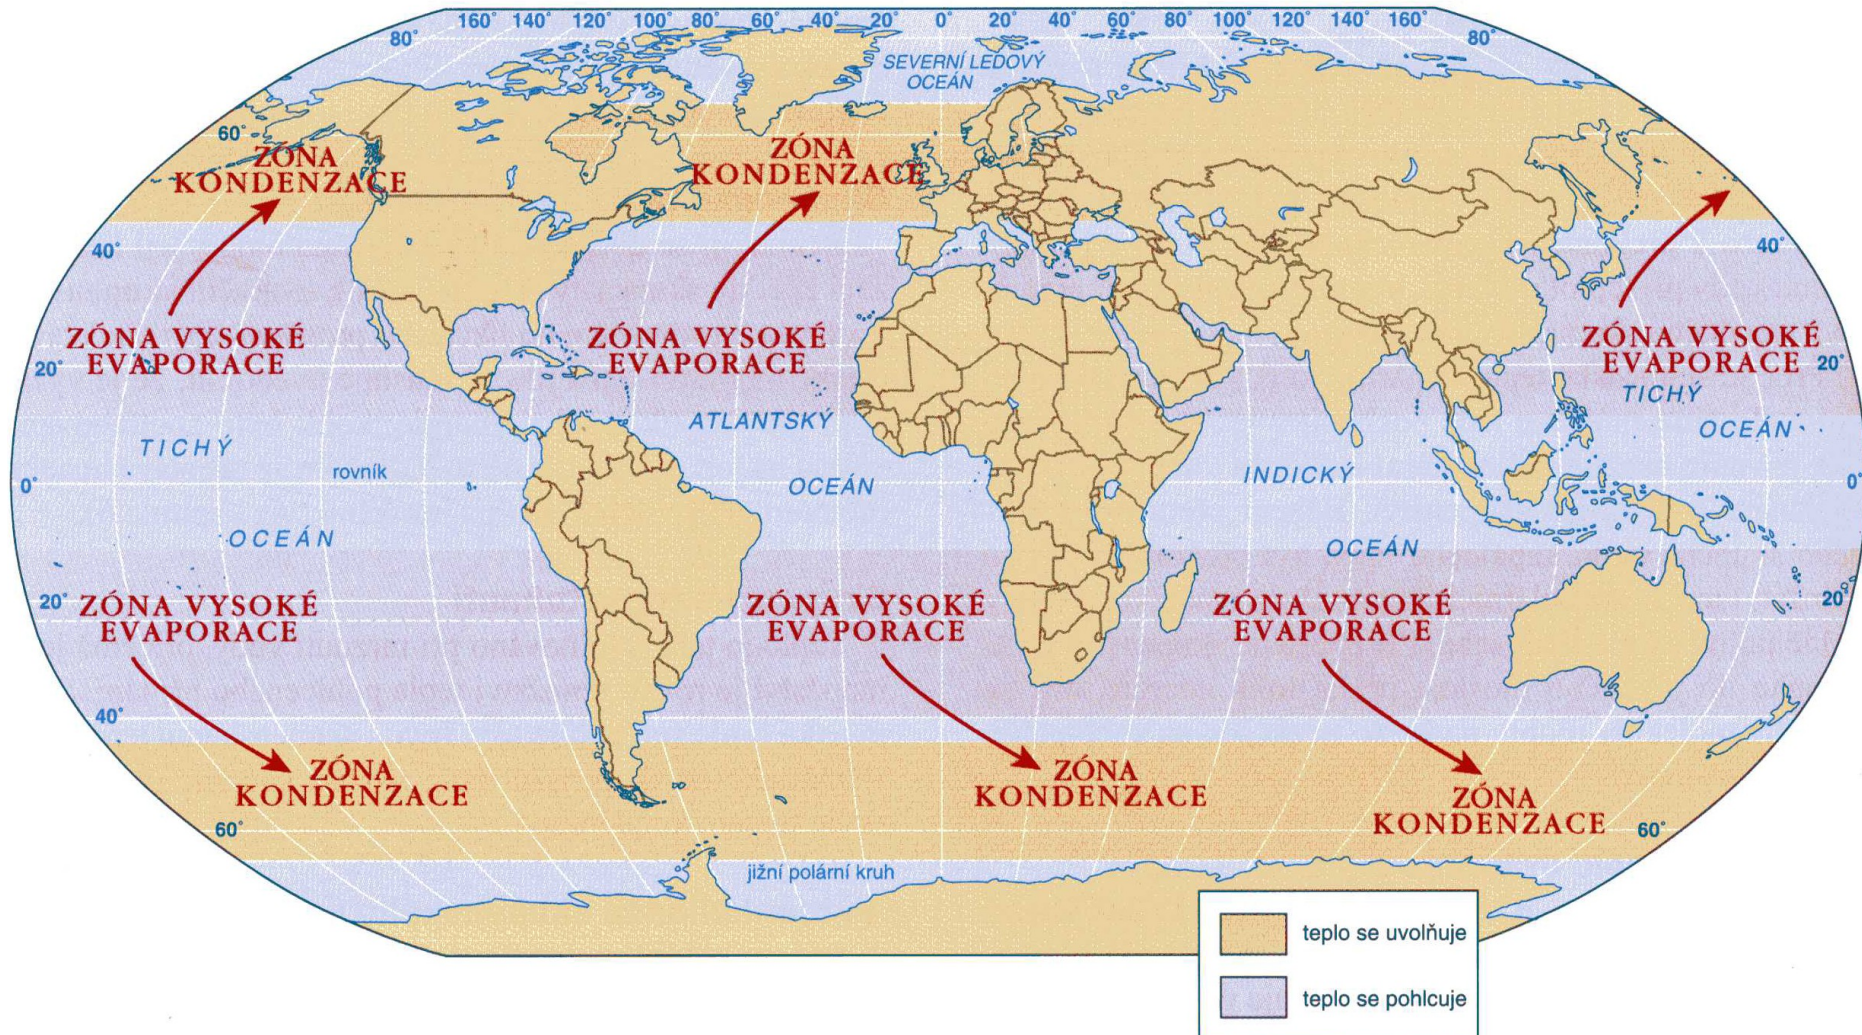 160° 140° 120° 100° 80° 60° 40° 20° 0° 20° 40° 60° 80° 100° 120° 140° 160°
80° 80°
SEVERNÍ LEDOVÝ
OCEÁN
60°
ZÓNA
KONDENZACE
ZÓNA
KONDENZACE
40° 40°
ZÓNA VYSOKÉ
EVAPORACE
ZÓNA VYSOKÉ
EVAPORACE
ZÓNA VYSOKÉ
EVAPORACE
20° 20°
TICHÝ
OCEÁN
ATLANTSKÝ
OCEÁN
TICHÝ
OCEÁN
rovník
INDICKÝ
OCEÁN
0° 0°
20° 20°
ZÓNA VYSOKÉ
EVAPORACE
ZÓNA VYSOKÉ
EVAPORACE
ZÓNA VYSOKÉ
EVAPORACE
40°
ZÓNA
KONDENZACE
ZÓNA
KONDENZACE
ZÓNA
KONDENZACE
60° 60°
jižní polární kruh
teplo se uvolňuje
teplo se pohlcuje